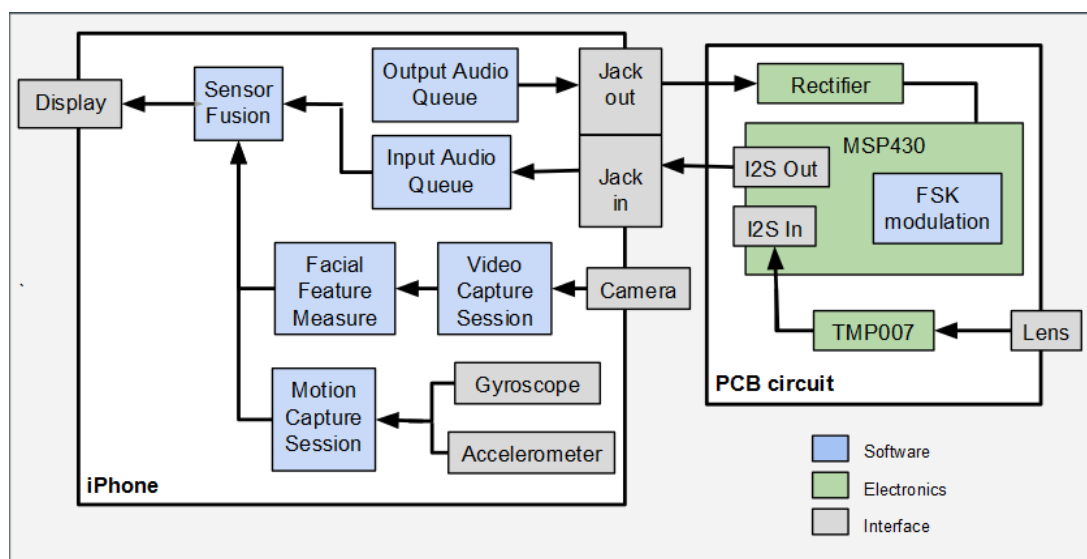 Display
Sensor
Fusion
Output Audio
Queue
Input Audio
Queue
Jack
out
Jack
in
Facial
Feature
Measure
Video
Capture
Session
Camera
Motion
Capture
Session
Gyroscope
Accelerometer
iPhone
Rectifier
MSP430
I2S Out
FSK
modulation
I2S In
TMP007
Lens
PCB circuit
Software
Electronics
Interface